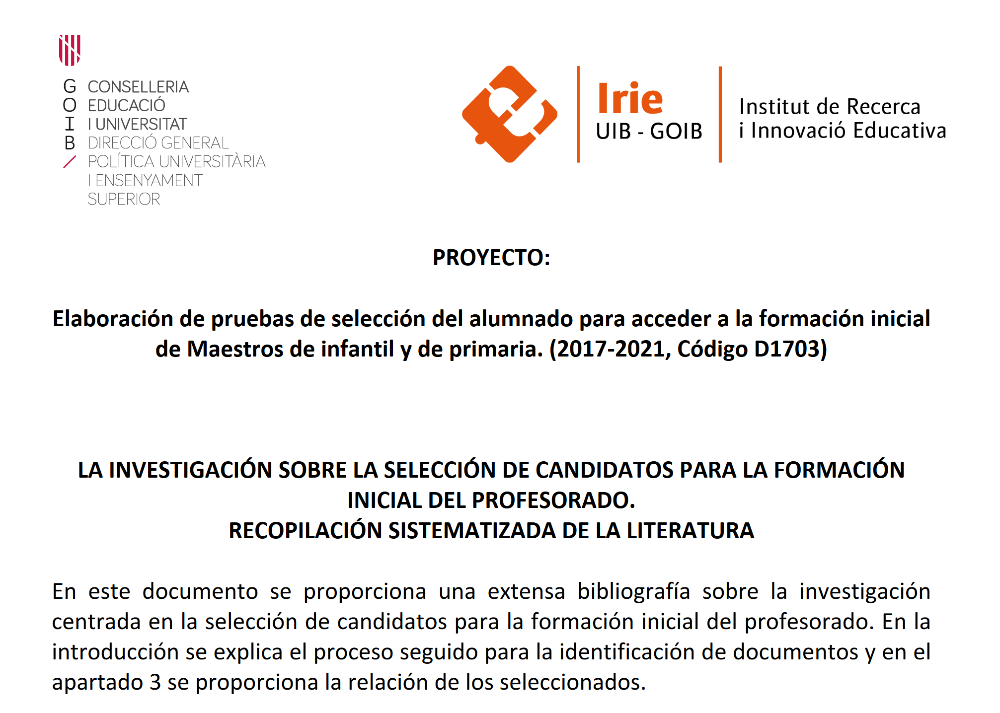 G CONSELLERIA
O EDUCACIÓ
I I UNIVERSITAT
B DIRECCIÓ GENERAL
/ POLÍTICA UNIVERSITÀRIA
I ENSENYAMENT
SUPERIOR
Irie
UIB - GOIB
Institut de Recerca
i Innovació Educativa
PROYECTO:
Elaboración de pruebas de selección del alumnado para acceder a la formación inicial
de Maestros de infantil y de primaria. (2017-2021, Código D1703)
LA INVESTIGACIÓN SOBRE LA SELECCIÓN DE CANDIDATOS PARA LA FORMACIÓN
INICIAL DEL PROFESORADO.
RECOPILACIÓN SISTEMATIZADA DE LA LITERATURA
En este documento se proporciona una extensa bibliografía sobre la investigación
centrada en la selección de candidatos para la formación inicial del profesorado. En la
introducción se explica el proceso seguido para la identificación de documentos y en el
apartado 3 se proporciona la relación de los seleccionados.